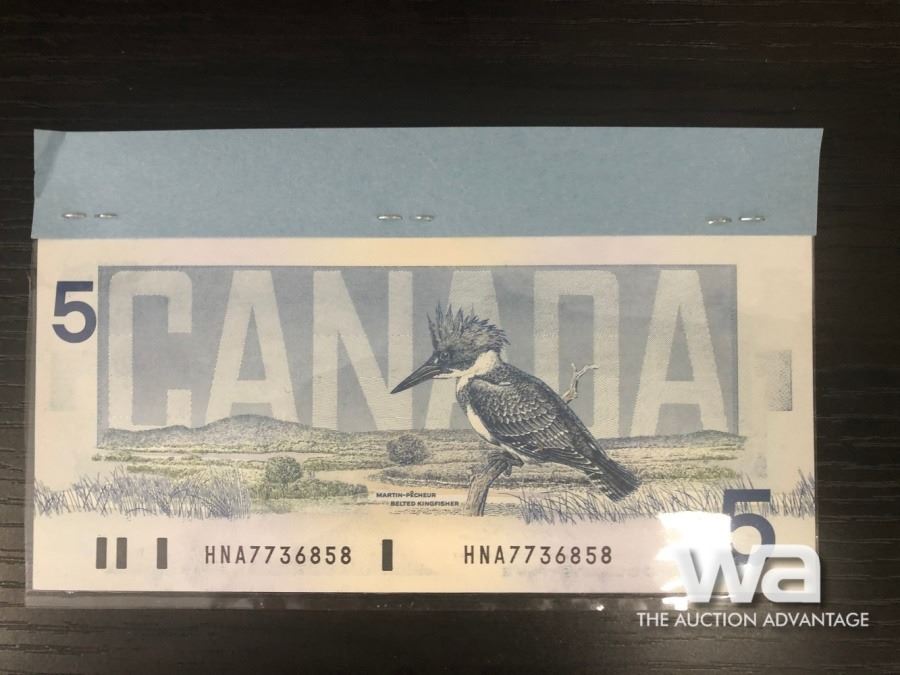 5
CANADA
MARTIN-PÊCHEUR
BELTED KINGFISHER
5
HNA7736858 HNA7736858
wa
THE AUCTION ADVANTAGE